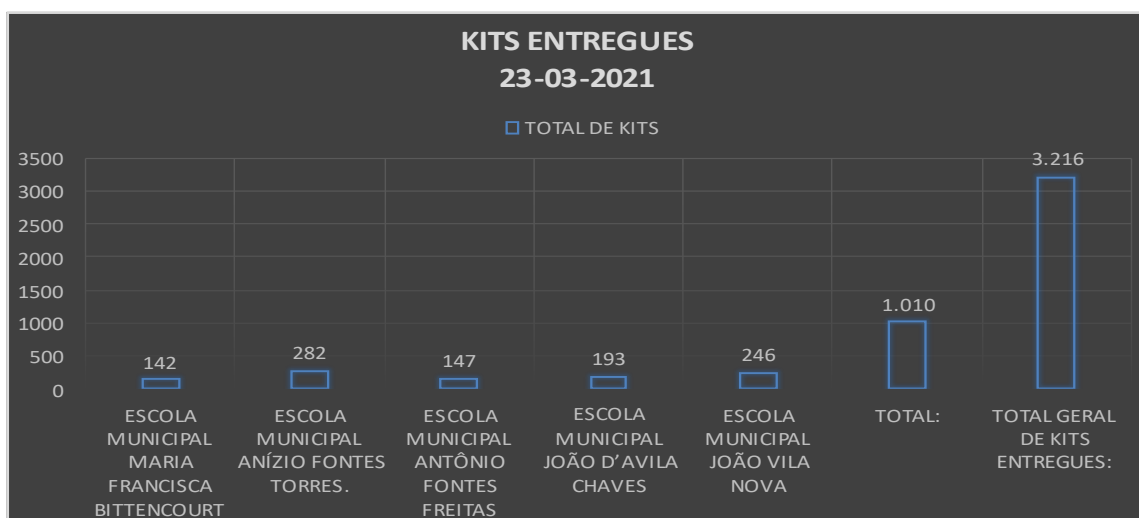 KITS ENTREGUES
23-03-2021
TOTAL DE KITS
3500
3000
2500
2000
1500
1000
500
0
142
282
147
193
246
1.010
3.216
ESCOLA
MUNICIPAL
MARIA
FRANCISCA
BITTENCOURT
ESCOLA
MUNICIPAL
ANÍZIO FONTES
TORRES.
ESCOLA
MUNICIPAL
ANTÔNIO
FONTES
FREITAS
ESCOLA
MUNICIPAL
JOÃO D’AVILA
CHAVES
ESCOLA
MUNICIPAL
JOÃO VILA
NOVA
TOTAL:
TOTAL GERAL
DE KITS
ENTREGUES: